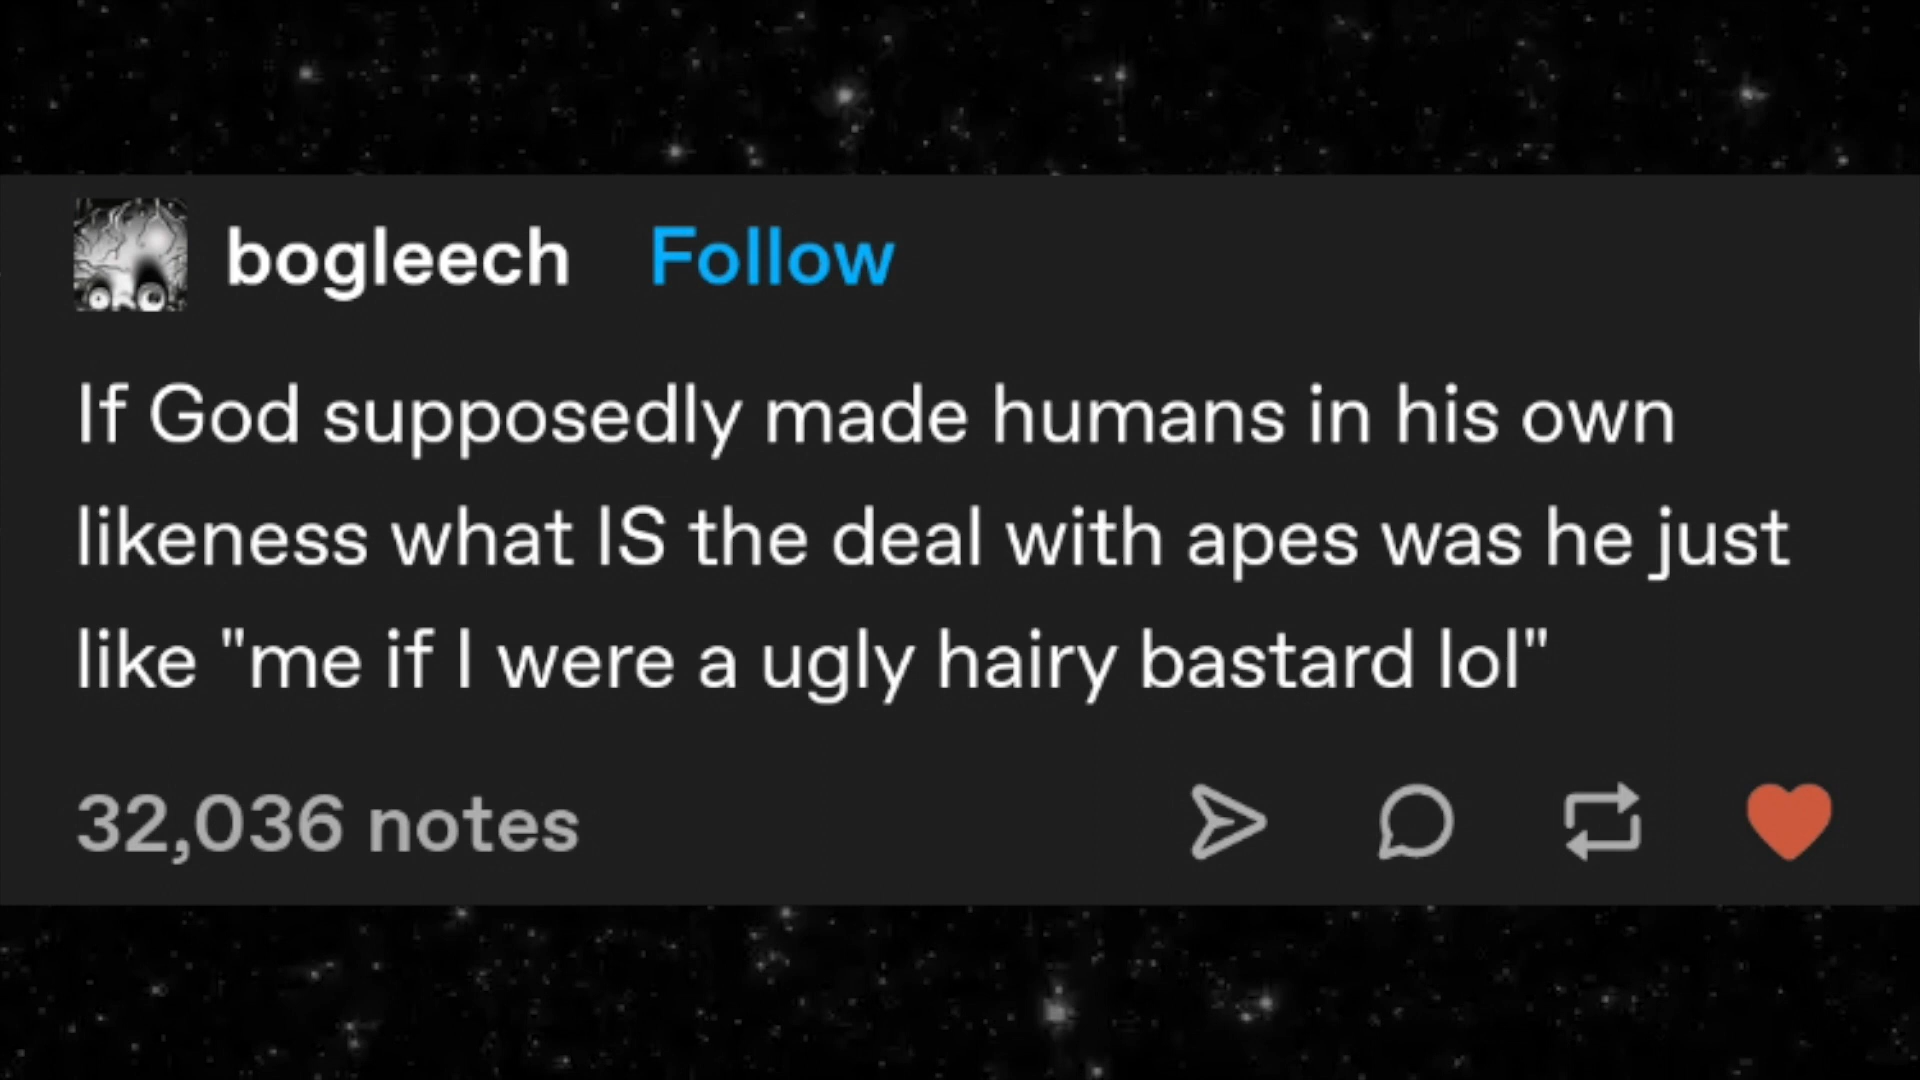 bogleech Follow
If God supposedly made humans in his own
likeness what IS the deal with apes was he just
like "me if I were a ugly hairy bastard lol"
32,036 notes